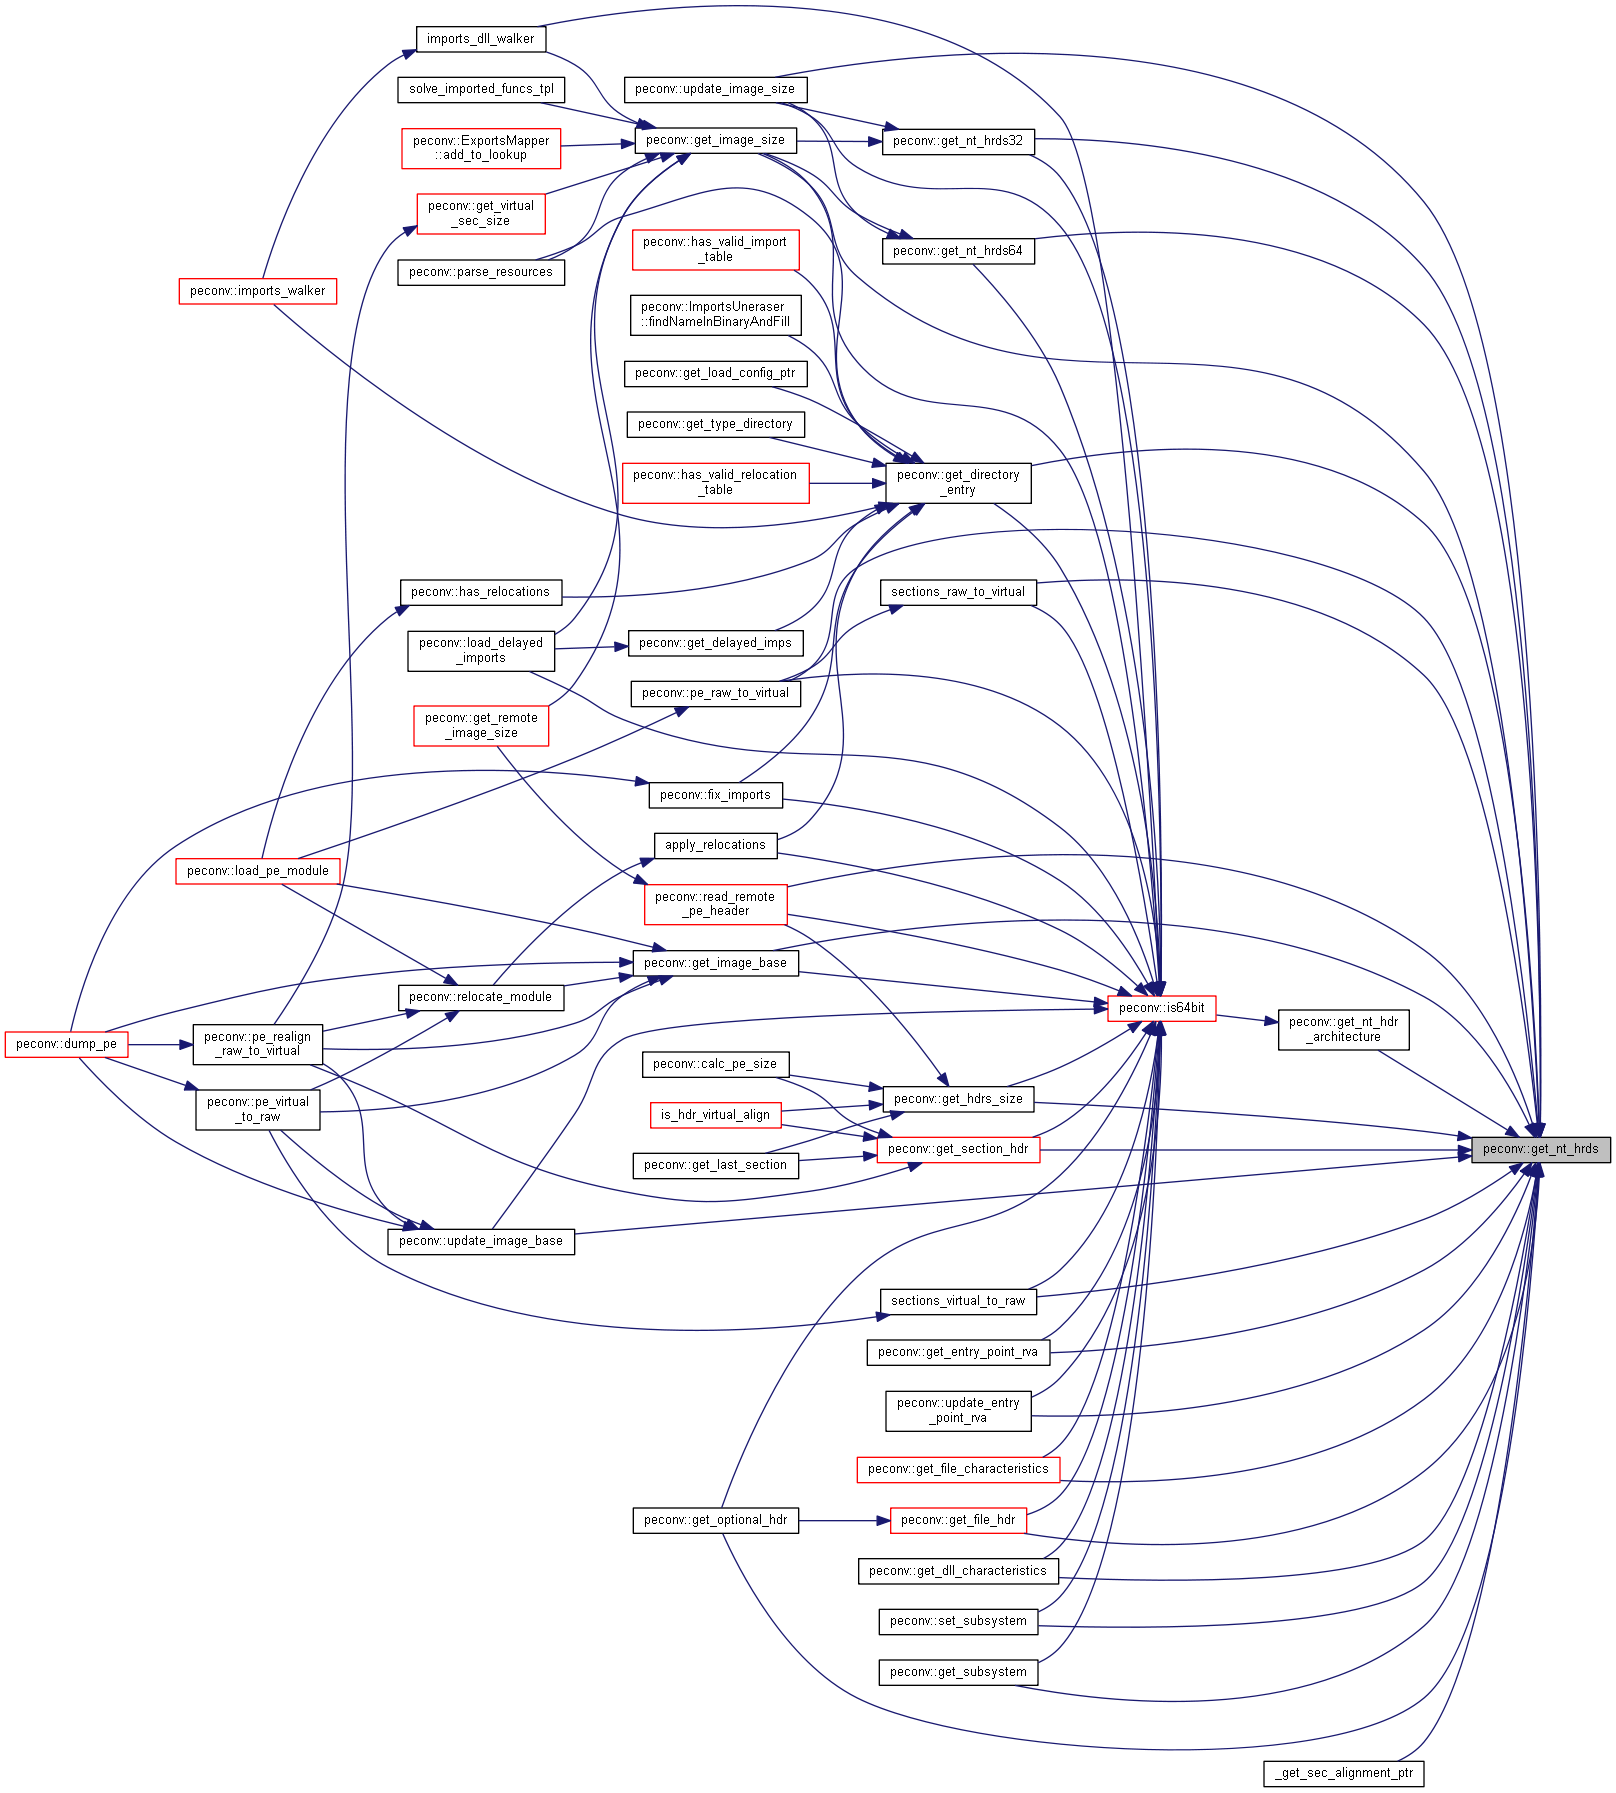 imports_dll_walker
solve_imported_funcs_tpl
peconv::update_image_size
peconv::ExportsMapper
::add_to_lookup
peconv::get_image_size
peconv::get_nt_hrds32
peconv::get_virtual
_sec_size
peconv::has_valid_import
_table
peconv::get_nt_hrds64
peconv::parse_resources
peconv::imports_walker
peconv::ImportsUneraser
::findNameInBinaryAndFill
peconv::get_load_config_ptr
peconv::get_type_directory
peconv::has_valid_relocation
_table
peconv::get_directory
_entry
peconv::has_relocations
sections_raw_to_virtual
peconv::load_delayed
_imports
peconv::get_delayed_imps
peconv::pe_raw_to_virtual
peconv::get_remote
_image_size
peconv::fix_imports
apply_relocations
peconv::load_pe_module
peconv::read_remote
_pe_header
peconv::get_image_base
peconv::relocate_module
peconv::is64bit
peconv::get_nt_hdr
_architecture
peconv::dump_pe
peconv::pe_realign
_raw_to_virtual
peconv::calc_pe_size
peconv::pe_virtual
_to_raw
is_hdr_virtual_align
peconv::get_hdrs_size
peconv::get_last_section
peconv::get_section_hdr
peconv::get_nt_hrds
peconv::update_image_base
sections_virtual_to_raw
peconv::get_entry_point_rva
peconv::update_entry
_point_rva
peconv::get_file_characteristics
peconv::get_optional_hdr
peconv::get_file_hdr
peconv::get_dll_characteristics
peconv::set_subsystem
peconv::get_subsystem
_get_sec_alignment_ptr